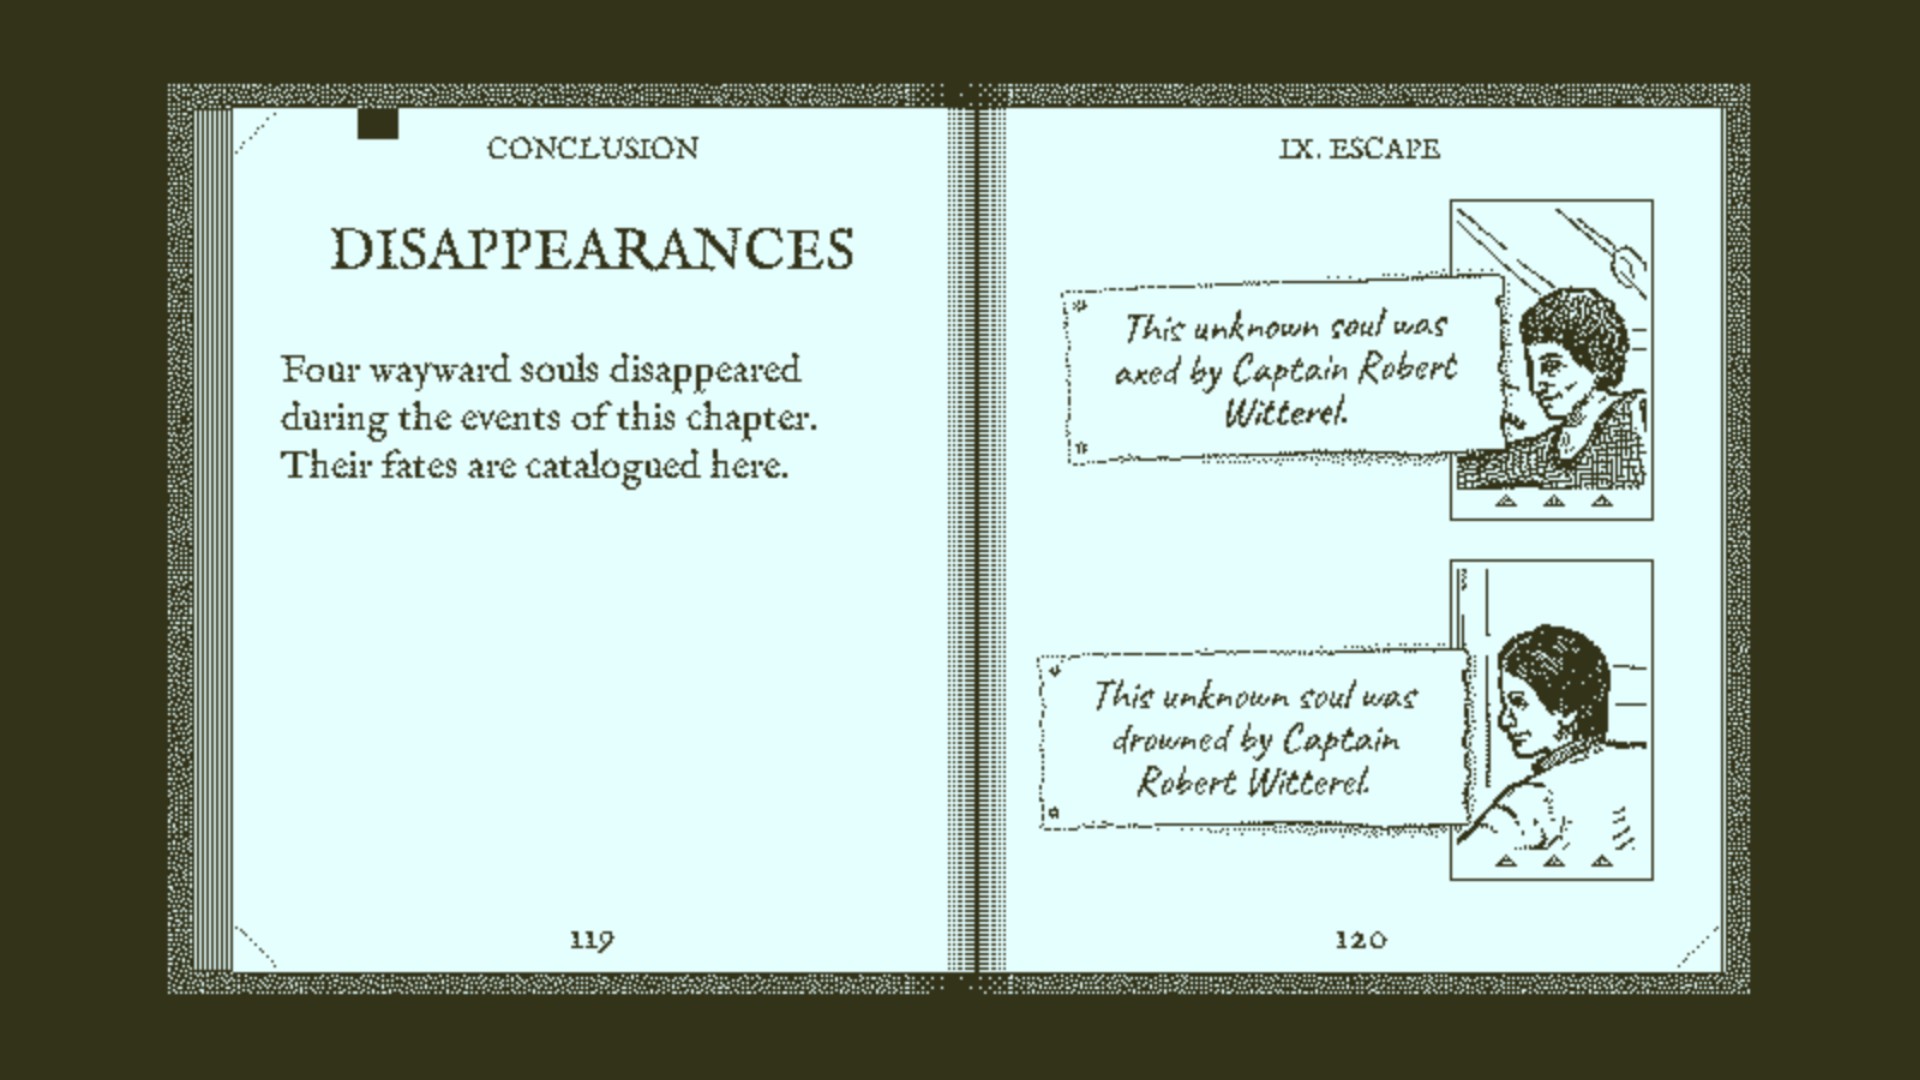 CONCLUSION
DISAPPEARANCES
Four wayward souls disappeared
during the events of this chapter.
Their fates are catalogued here.
119
IX. ESCAPE
This unknown soul was
axed by Captain Robert
Witterel.
This unknown soul was
drowned by Captain
Robert Witterel.
120